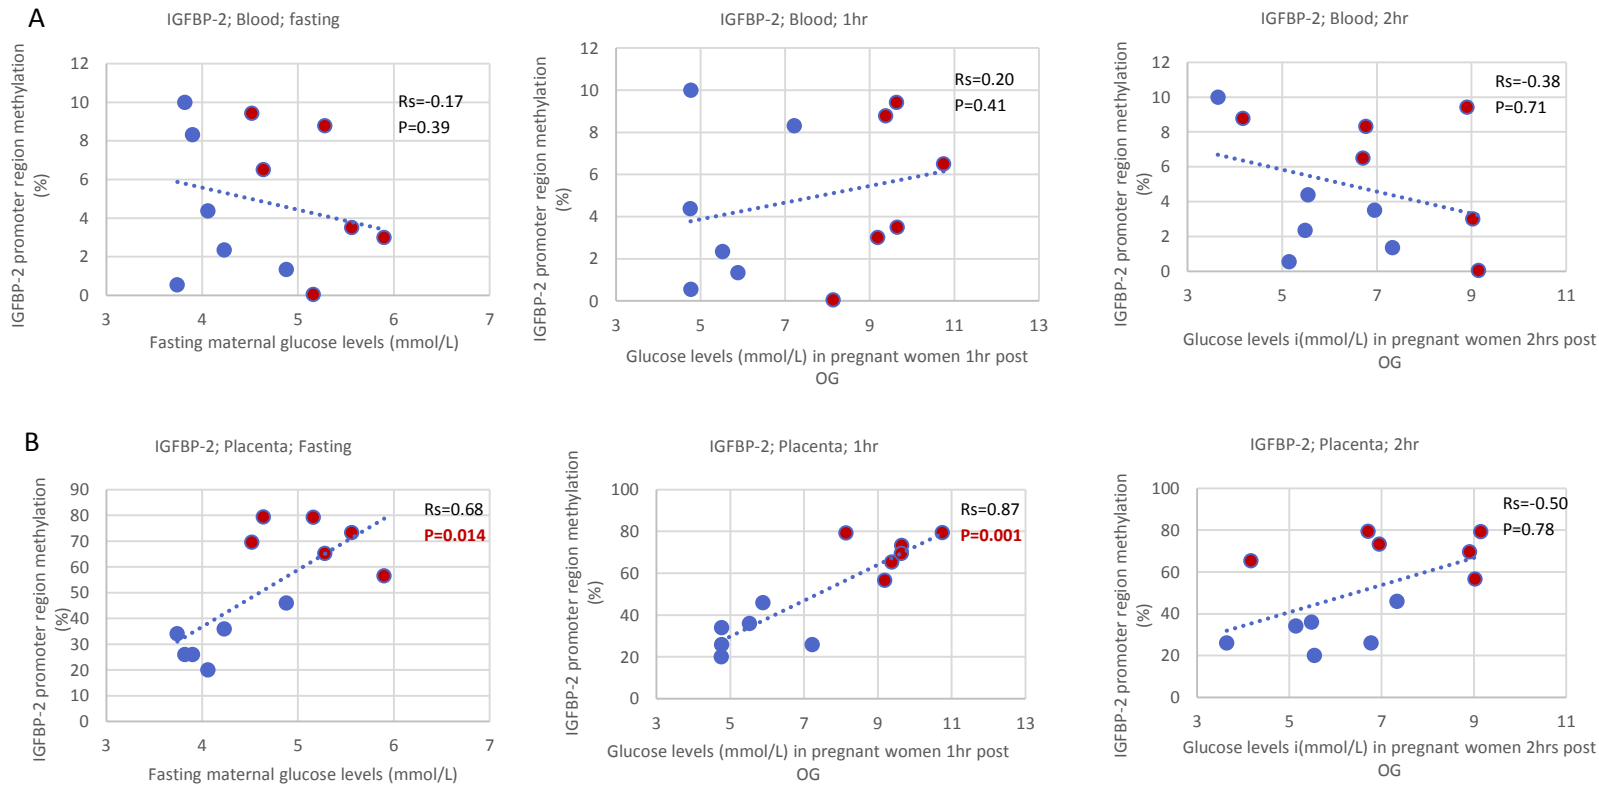 A
IGFBP-2; Blood; fasting
IGFBP-2 promoter region methylation
(%)
12
10
8
6
4
2
0
Rs=-0.17
P=0.39
3 4 5 6 7
Fasting maternal glucose levels (mmol/L)
IGFBP-2; Blood; 1hr
IGFBP-2 promoter region methylation
(%)
12
10
8
6
4
2
0
Rs=0.20
P=0.41
3 5 7 9 11 13
Glucose levels (mmol/L) in pregnant women 1hr post
OG
IGFBP-2; Blood; 2hr
IGFBP-2 promoter region methylation
(%)
12
10
8
6
4
2
0
Rs=-0.38
P=0.71
3 5 7 9 11
Glucose levels i(mmol/L) in pregnant women 2hrs post
OG
B
IGFBP-2; Placenta; Fasting
IGFBP-2 promoter region methylation
(%)
90
80
70
60
50
40
30
20
10
0
Rs=0.68
P=0.014
3 4 5 6 7
Fasting maternal glucose levels (mmol/L)
IGFBP-2; Placenta; 1hr
IGFBP-2 promoter region methylation
(%)
100
80
60
40
20
0
Rs=0.87
P=0.001
3 5 7 9 11 13
Glucose levels (mmol/L) in pregnant women 1hr post
OG
IGFBP-2; Placenta; 2hr
IGFBP-2 promoter region methylation
(%)
100
80
60
40
20
0
Rs=-0.50
P=0.78
3 5 7 9 11
Glucose levels i(mmol/L) in pregnant women 2hrs post
OG